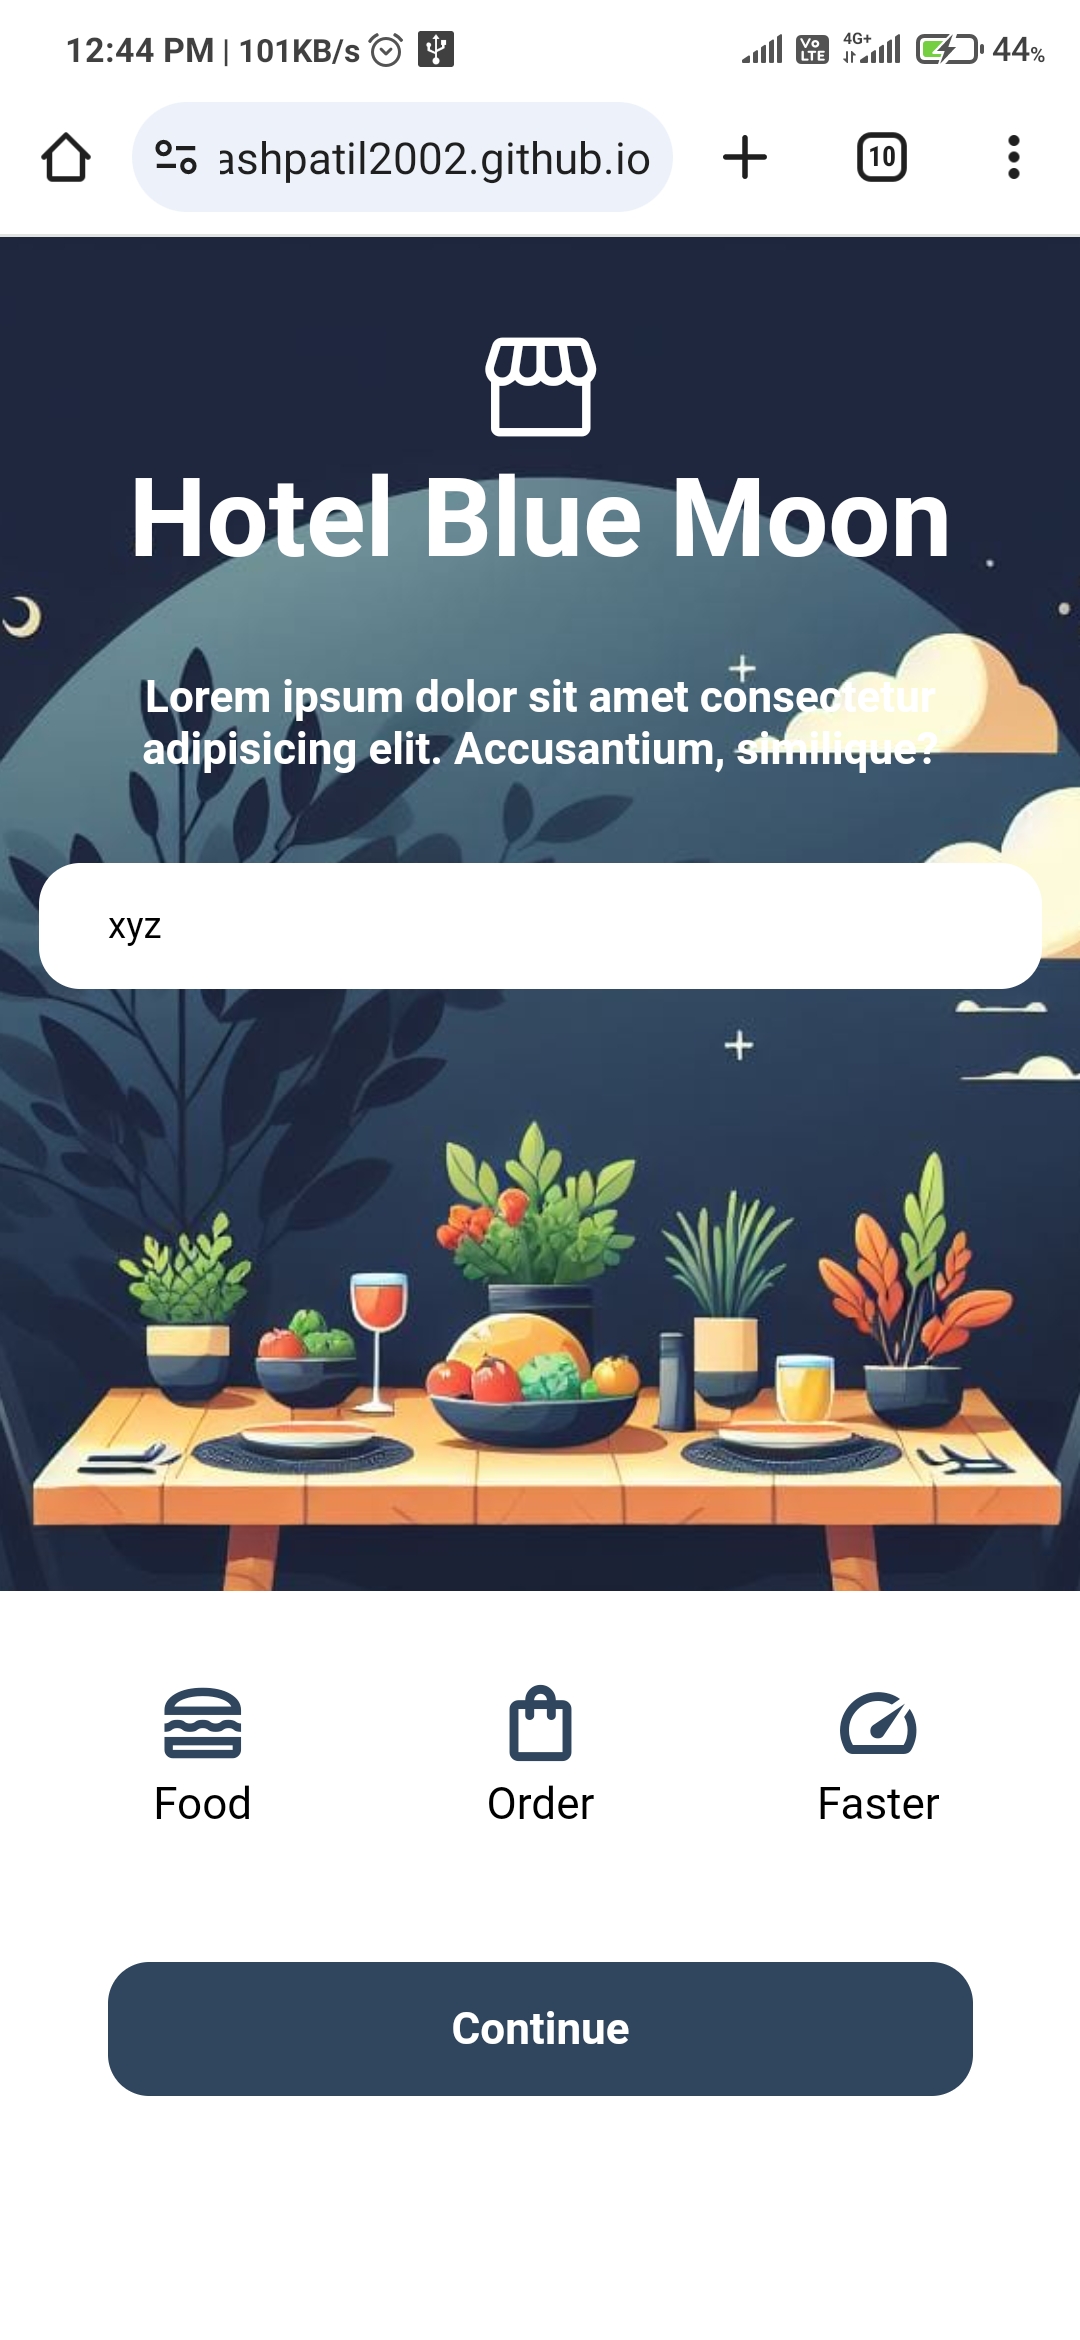 12:44 PM | 101KB/s Vo LTE 4G+ 44%
ashpatil2002.github.io 10
Hotel Blue Moon
Lorem ipsum dolor sit amet consectetur
adipisicing elit. Accusantium, similique?
xyz
Food Order Faster
Continue